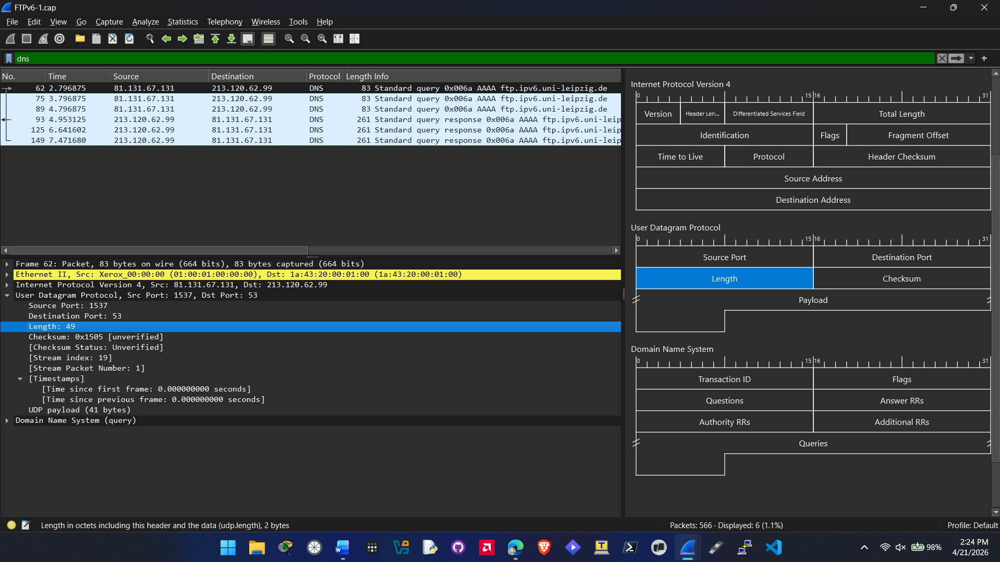 FTPv6-1.cap
File Edit View Go Capture Analyze Statistics Telephony Wireless Tools Help
dns
No. Time Source Destination Protocol Length Info
62 2.796875 81.131.67.131 213.120.62.99 DNS 83 Standard query 0x006a AAAA ftp.ipv6.uni-leipzig.de
75 3.796875 81.131.67.131 213.120.62.99 DNS 83 Standard query 0x006a AAAA ftp.ipv6.uni-leipzig.de
89 4.796875 81.131.67.131 213.120.62.99 DNS 83 Standard query 0x006a AAAA ftp.ipv6.uni-leipzig.de
93 4.953125 213.120.62.99 81.131.67.131 DNS 261 Standard query response 0x006a AAAA ftp.ipv6.uni-leip
125 6.641602 213.120.62.99 81.131.67.131 DNS 261 Standard query response 0x006a AAAA ftp.ipv6.uni-leip
149 7.471680 213.120.62.99 81.131.67.131 DNS 261 Standard query response 0x006a AAAA ftp.ipv6.uni-leip
Frame 62: Packet, 83 bytes on wire (664 bits), 83 bytes captured (664 bits)
Ethernet II, Src: Xerox_00:00:00 (01:00:01:00:00:00), Dst: 1a:43:20:00:01:00 (1a:43:20:00:01:00)
Internet Protocol Version 4, Src: 81.131.67.131, Dst: 213.120.62.99
User Datagram Protocol, Src Port: 1537, Dst Port: 53
Source Port: 1537
Destination Port: 53
Length: 49
Checksum: 0x1505 [unverified]
[Checksum Status: Unverified]
[Stream index: 19]
[Stream Packet Number: 1]
[Timestamps]
[Time since first frame: 0.000000000 seconds]
[Time since previous frame: 0.000000000 seconds]
UDP payload (41 bytes)
Domain Name System (query)
Internet Protocol Version 4
0 15 16 31
Version Header Len... Differentiated Services Field Total Length
Identification Flags Fragment Offset
Time to Live Protocol Header Checksum
Source Address
Destination Address
User Datagram Protocol
0 15 16 31
Source Port Destination Port
Length Checksum
Payload
Domain Name System
0 15 16 31
Transaction ID Flags
Questions Answer RRs
Authority RRs Additional RRs
Queries
Length in octets including this header and the data (udp.length), 2 bytes
Packets: 566 · Displayed: 6 (1.1%)
Profile: Default
98%
2:24 PM
4/21/2026